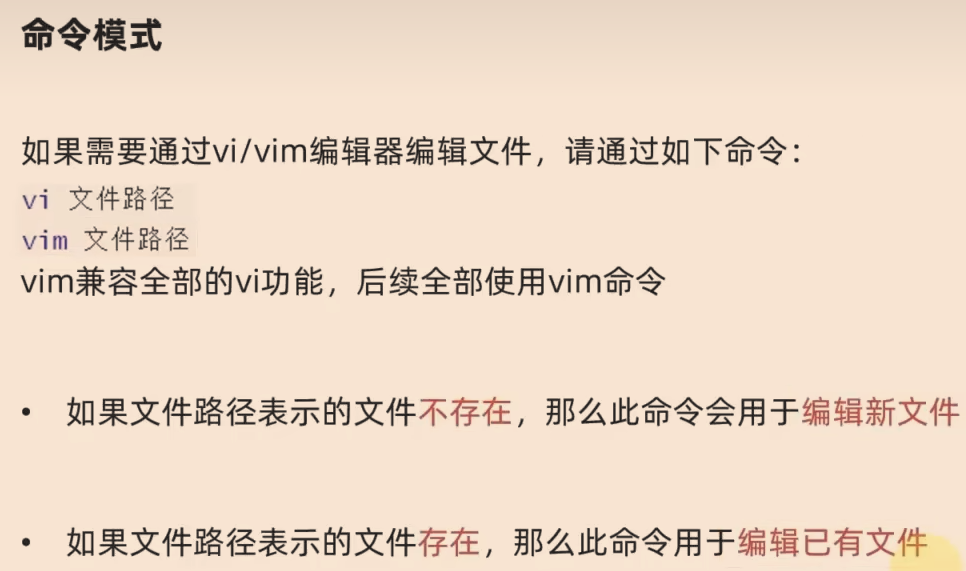 命令模式
如果需要通过vi/vim编辑器编辑文件，请通过如下命令：
vi 文件路径
vim 文件路径
vim兼容全部的vi功能，后续全部使用vim命令
• 如果文件路径表示的文件不存在，那么此命令会用于编辑新文件
• 如果文件路径表示的文件存在，那么此命令用于编辑已有文件